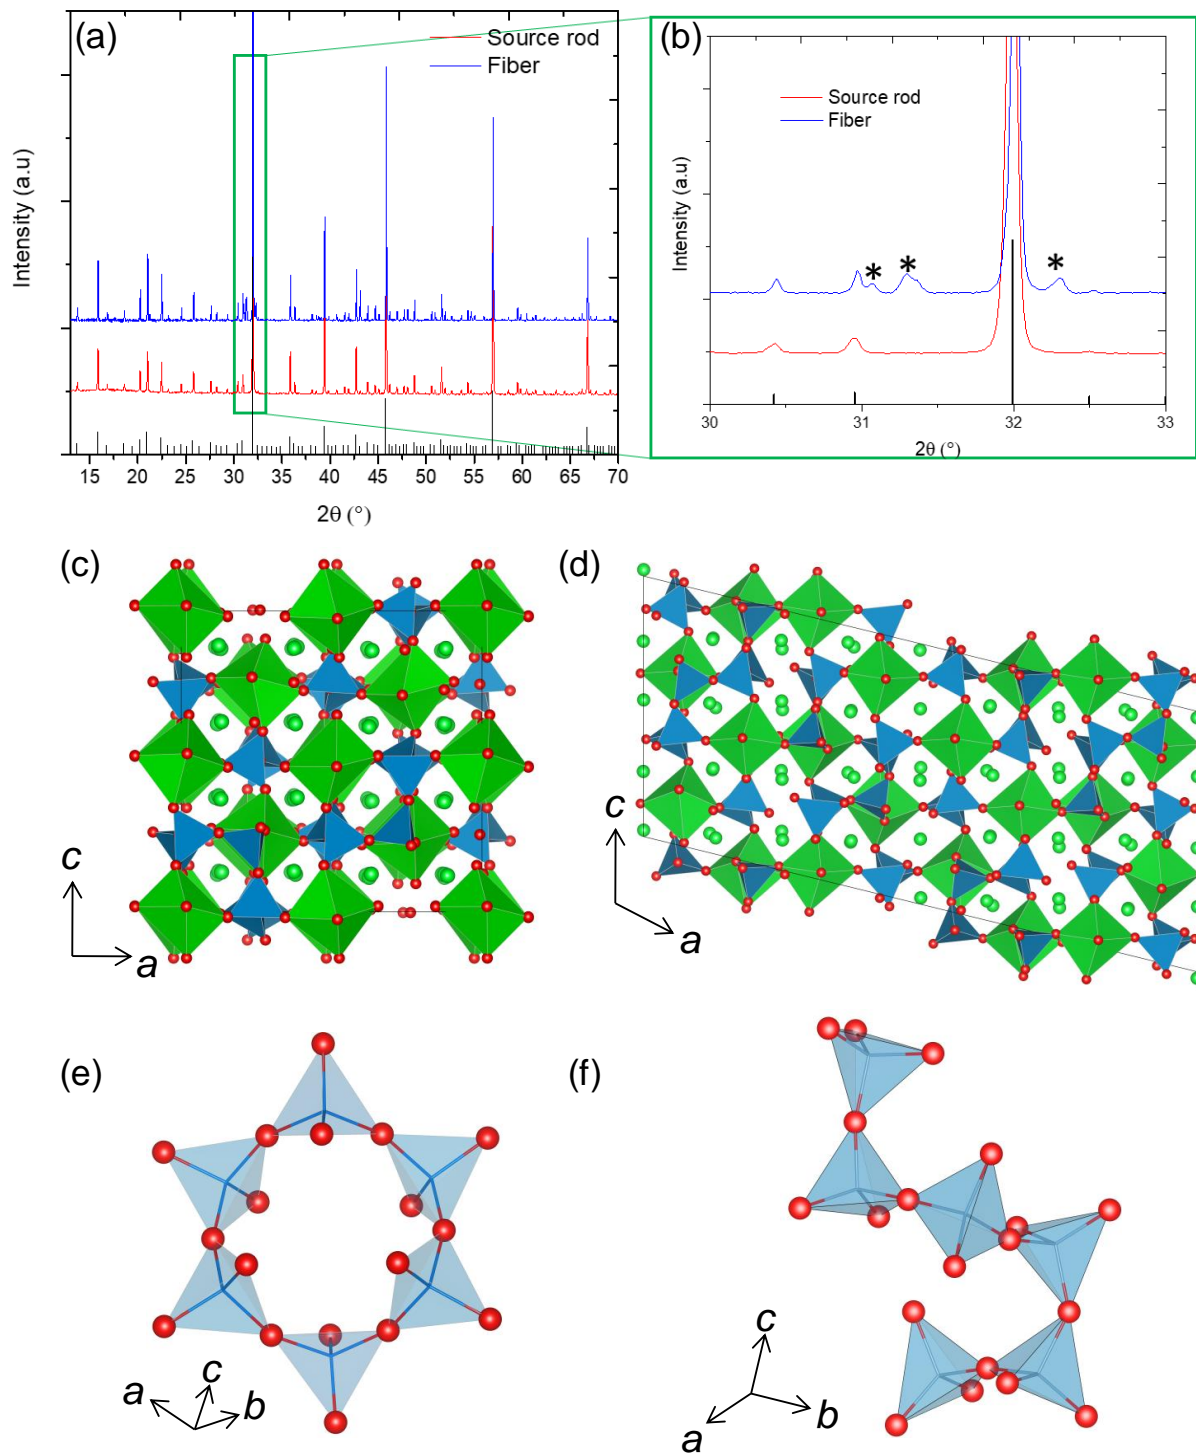 (a)
Source rod
Fiber
Intensity (a.u)
15 20 25 30 35 40 45 50 55 60 65 70
2θ (°)
(b)
Source rod
Fiber
Intensity (a.u)
* * *
30 31 32 33
2θ (°)
(c)
c
a
(d)
c
a
(e)
a
c
b
(f)
c
b
a